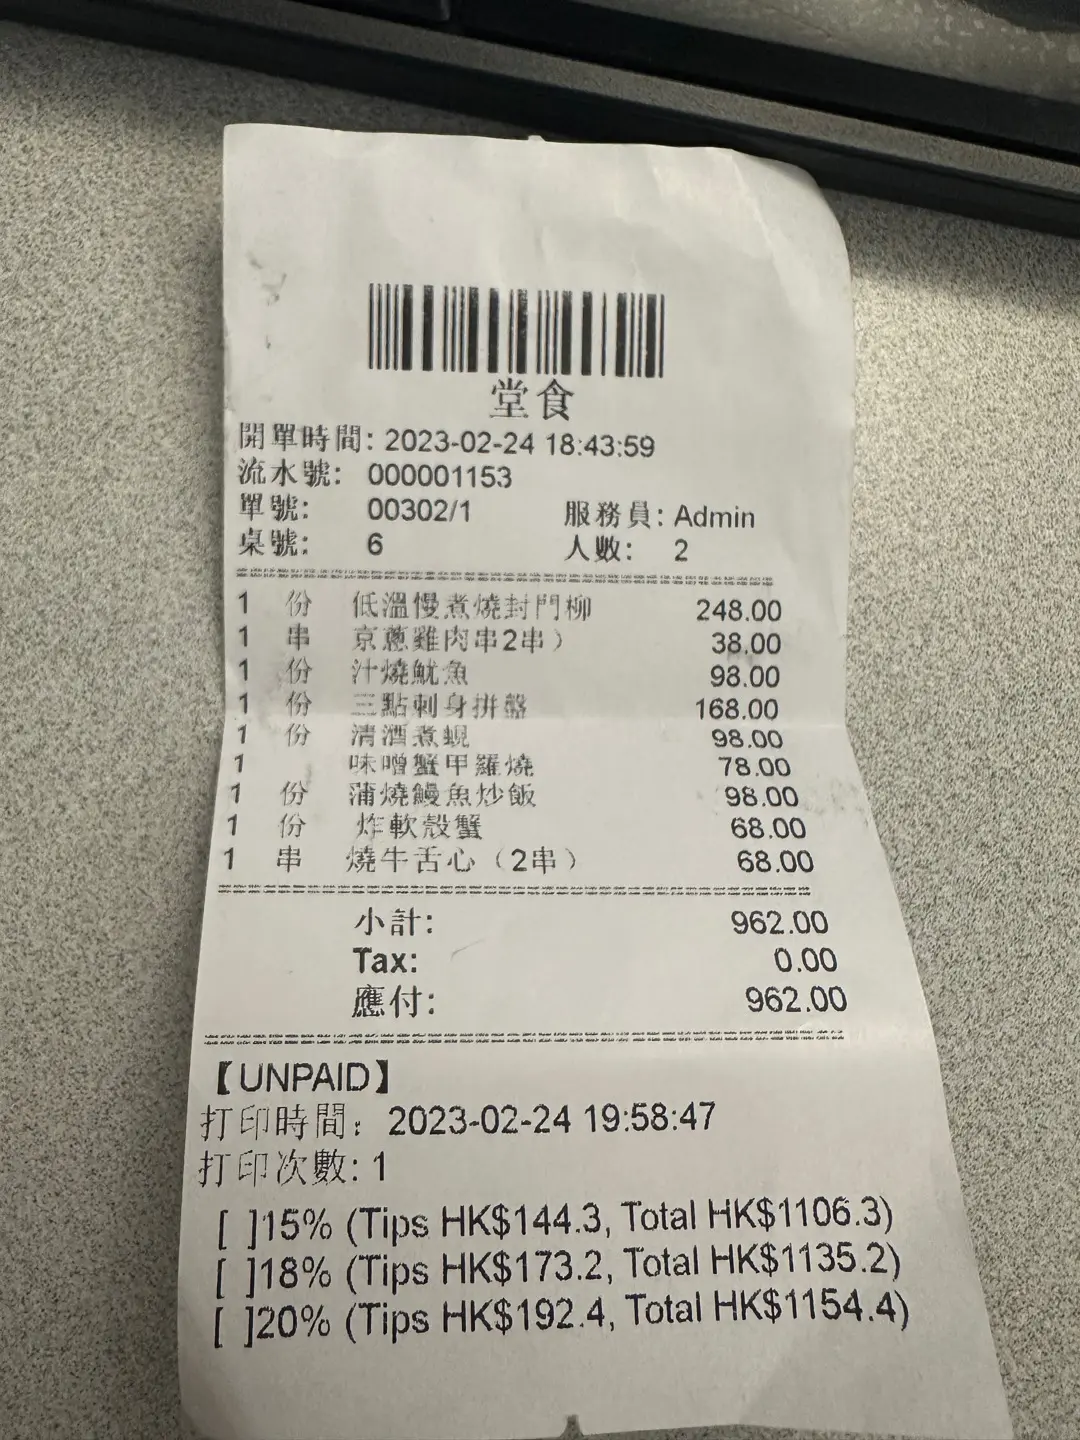 堂食
開單時間: 2023-02-24 18:43:59
流水號: 000001153
單號: 00302/1 服務員: Admin
桌號: 6 人數: 2
1 份 低溫慢煮燒封門柳 248.00
1 串 京蔥雞肉串2串） 38.00
1 份 汁燒魷魚 98.00
1 份 三點刺身拼盤 168.00
1 份 清酒煮蜆 98.00
1 味噌蟹甲羅燒 78.00
1 份 蒲燒鰻魚炒飯 98.00
1 份 炸軟殼蟹 68.00
1 串 燒牛舌心（2串） 68.00
小計: 962.00
Tax: 0.00
應付: 962.00
【UNPAID】
打印時間: 2023-02-24 19:58:47
打印次數: 1
[ ]15% (Tips HK$144.3, Total HK$1106.3)
[ ]18% (Tips HK$173.2, Total HK$1135.2)
[ ]20% (Tips HK$192.4, Total HK$1154.4)